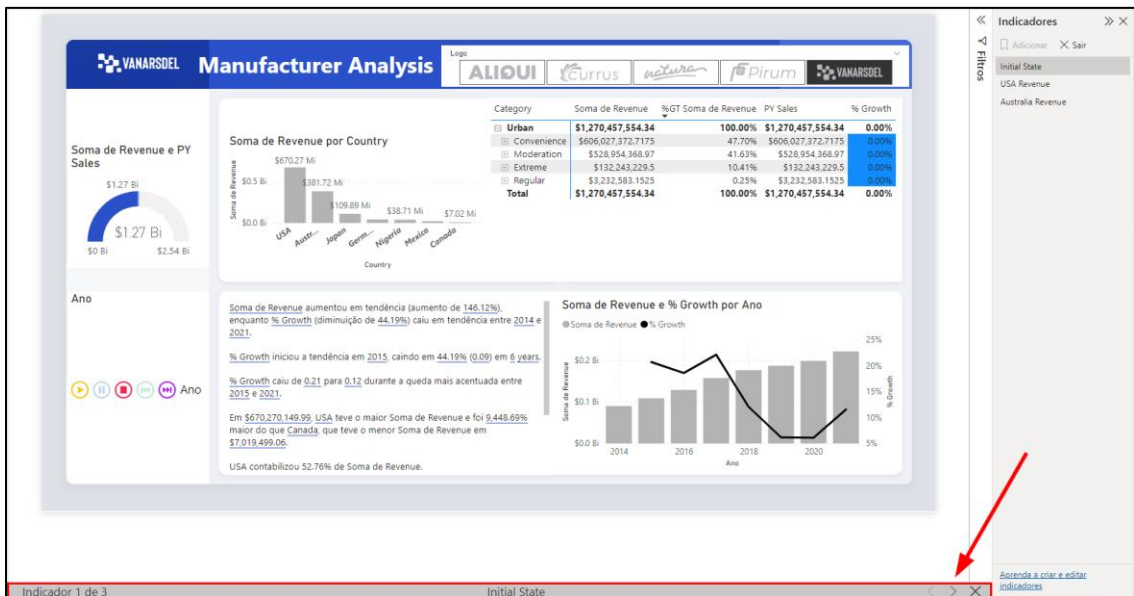 VANARSDEL
Manufacturer Analysis
Logo
ALIQUI
Currus
natura
Pirum
VANARSDEL
Soma de Revenue e PY
Sales
$1.27 Bi
$1.27 Bi
$0 Bi
$2.54 Bi
Soma de Revenue por Country
Soma de Revenue
$0.5 Bi
$0.0 Bi
$670.27 Mi
$381.72 Mi
$109.89 Mi
$38.71 Mi
$7.02 Mi
USA
Austr...
Japan
Germ...
Nigeria
Mexico
Canada
Country
Category Soma de Revenue %GT Soma de Revenue PY Sales % Growth
Urban $1,270,457,554.34 100.00% $1,270,457,554.34 0.00%
Convenience $606,027,372.7175 47.70% $606,027,372.7175 0.00%
Moderation $528,954,368.97 41.63% $528,954,368.97 0.00%
Extreme $132,243,229.5 10.41% $132,243,229.5 0.00%
Regular $3,232,583.1525 0.25% $3,232,583.1525 0.00%
Total $1,270,457,554.34 100.00% $1,270,457,554.34 0.00%
Ano
Ano
Soma de Revenue aumentou em tendência (aumento de 146.12%),
enquanto % Growth (diminuição de 44.19%) caiu em tendência entre 2014 e
2021.
% Growth iniciou a tendência em 2015, caindo em 44.19% (0.09) em 6 years.
% Growth caiu de 0.21 para 0.12 durante a queda mais acentuada entre
2015 e 2021.
Em $670,270,149.99, USA teve o maior Soma de Revenue e foi 9,448.69%
maior do que Canada, que teve o menor Soma de Revenue em
$7,019,499.06.
USA contabilizou 52.76% de Soma de Revenue.
Soma de Revenue e % Growth por Ano
Soma de Revenue % Growth
Soma de Revenue
$0.2 Bi
$0.1 Bi
$0.0 Bi
2014
2016
2018
2020
Ano
25%
20%
15%
10%
5%
% Growth
Filtros
Indicadores
Adicionar Sair
Initial State
USA Revenue
Australia Revenue
Aprenda a criar e editar
indicadores
Indicador 1 de 3
Initial State